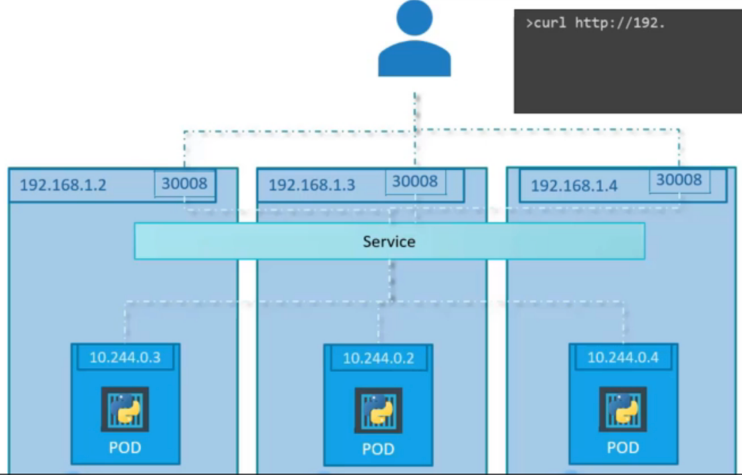 >curl http://192.
192.168.1.2
30008
192.168.1.3
30008
192.168.1.4
30008
Service
10.244.0.3
10.244.0.2
10.244.0.4
POD
POD
POD